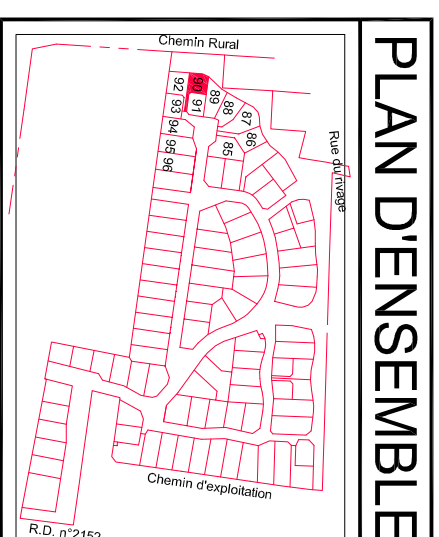 PLAN D'ENSEMBLE
Chemin Rural
Rue du rivage
92
93
90
91
89
88
87
86
85
94
95
96
Chemin d'exploitation
R.D. n°2152